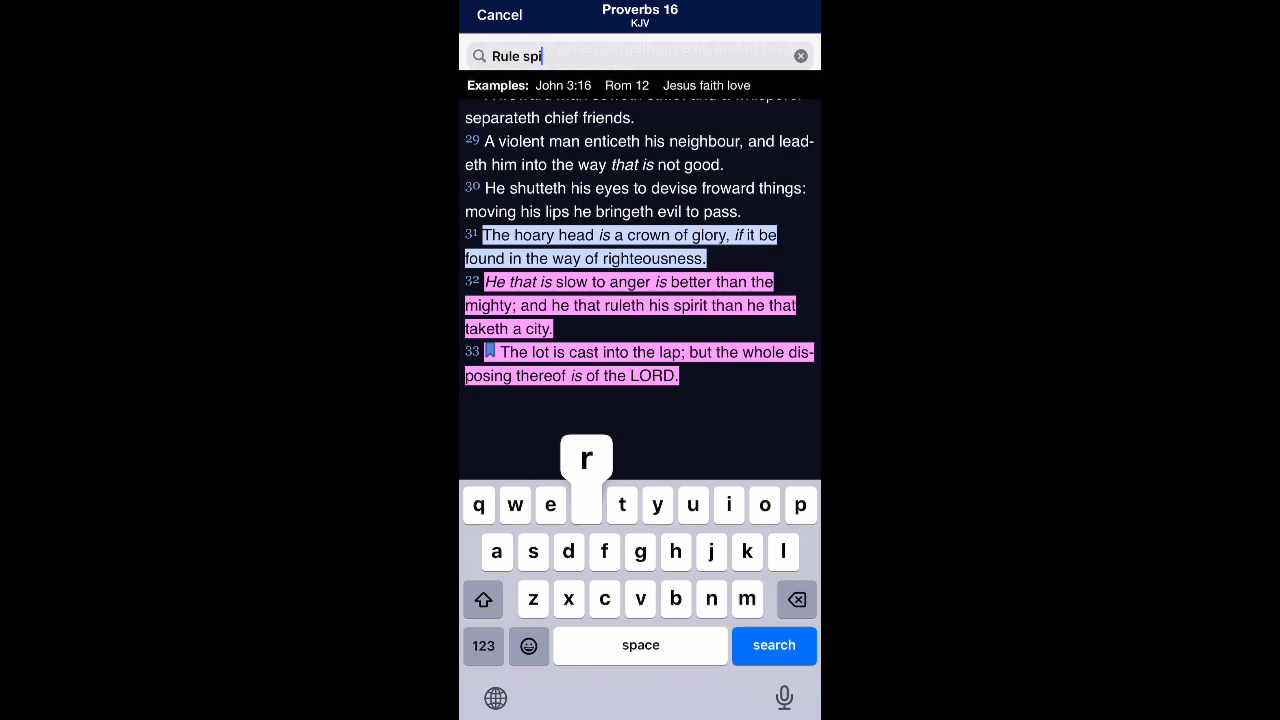 Cancel
Proverbs 16
KJV
Rule spi
Examples: John 3:16 Rom 12 Jesus faith love
separateth chief friends.
29 A violent man enticeth his neighbour, and lead-
eth him into the way that is not good.
30 He shutteth his eyes to devise froward things:
moving his lips he bringeth evil to pass.
31 The hoary head is a crown of glory, if it be
found in the way of righteousness.
32 He that is slow to anger is better than the
mighty; and he that ruleth his spirit than he that
taketh a city.
33 The lot is cast into the lap; but the whole dis-
posing thereof is of the LORD.
r
q w e t y u i o p
a s d f g h j k l
z x c v b n m
123 space search